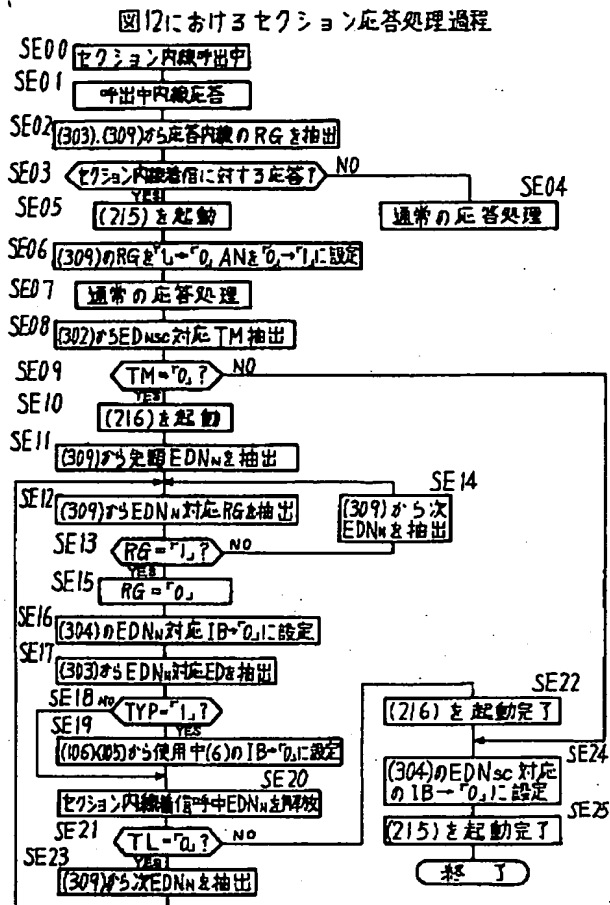 図12におけるセクション応答処理過程
SE00 セクション内線呼出中
SE01 呼出中内線応答
SE02 (303).(309)から応答内線のRGを抽出
SE03 セクション内線着信に対する応答? NO
SE04 通常の応答処理
YES
SE05 (215)を起動
SE06 (309)のRGを「1」→「0」ANを「0」→「1」に設定
SE07 通常の応答処理
SE08 (302)からEDNSC対応TM抽出
SE09 TM=「0」? NO
YES
SE10 (216)を起動
SE11 (309)から先頭EDNNを抽出
SE12 (309)からEDNN対応RGを抽出
SE13 RG=「1」? NO
SE14 (309)から次EDNNを抽出
YES
SE15 RG=「0」
SE16 (304)のEDNN対応IB→「0」に設定
SE17 (303)からEDNN対応EDを抽出
SE18 NO TYP=「1」?
YES
SE19 (106)(105)から使用中(6)のIB→「0」に設定
SE20 セクション内線着信呼中EDNNを解放
SE21 TL=「0」? NO
YES
SE23 (309)から次EDNNを抽出
SE22 (216)を起動完了
SE24 (304)のEDNSC対応のIB→「0」に設定
SE25 (215)を起動完了
終了